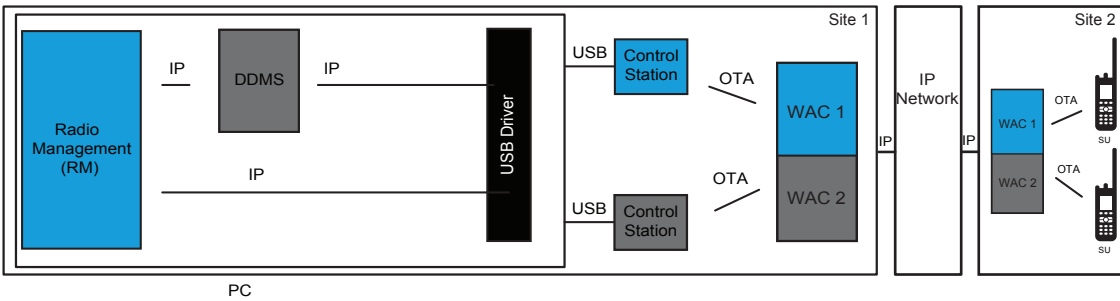 Site 1
Site 2
Radio
Management
(RM)
IP
DDMS
IP
IP
USB Driver
USB
Control
Station
OTA
WAC 1
WAC 2
USB
Control
Station
OTA
IP
IP
Network
IP
WAC 1
WAC 2
OTA
SU
OTA
SU
PC